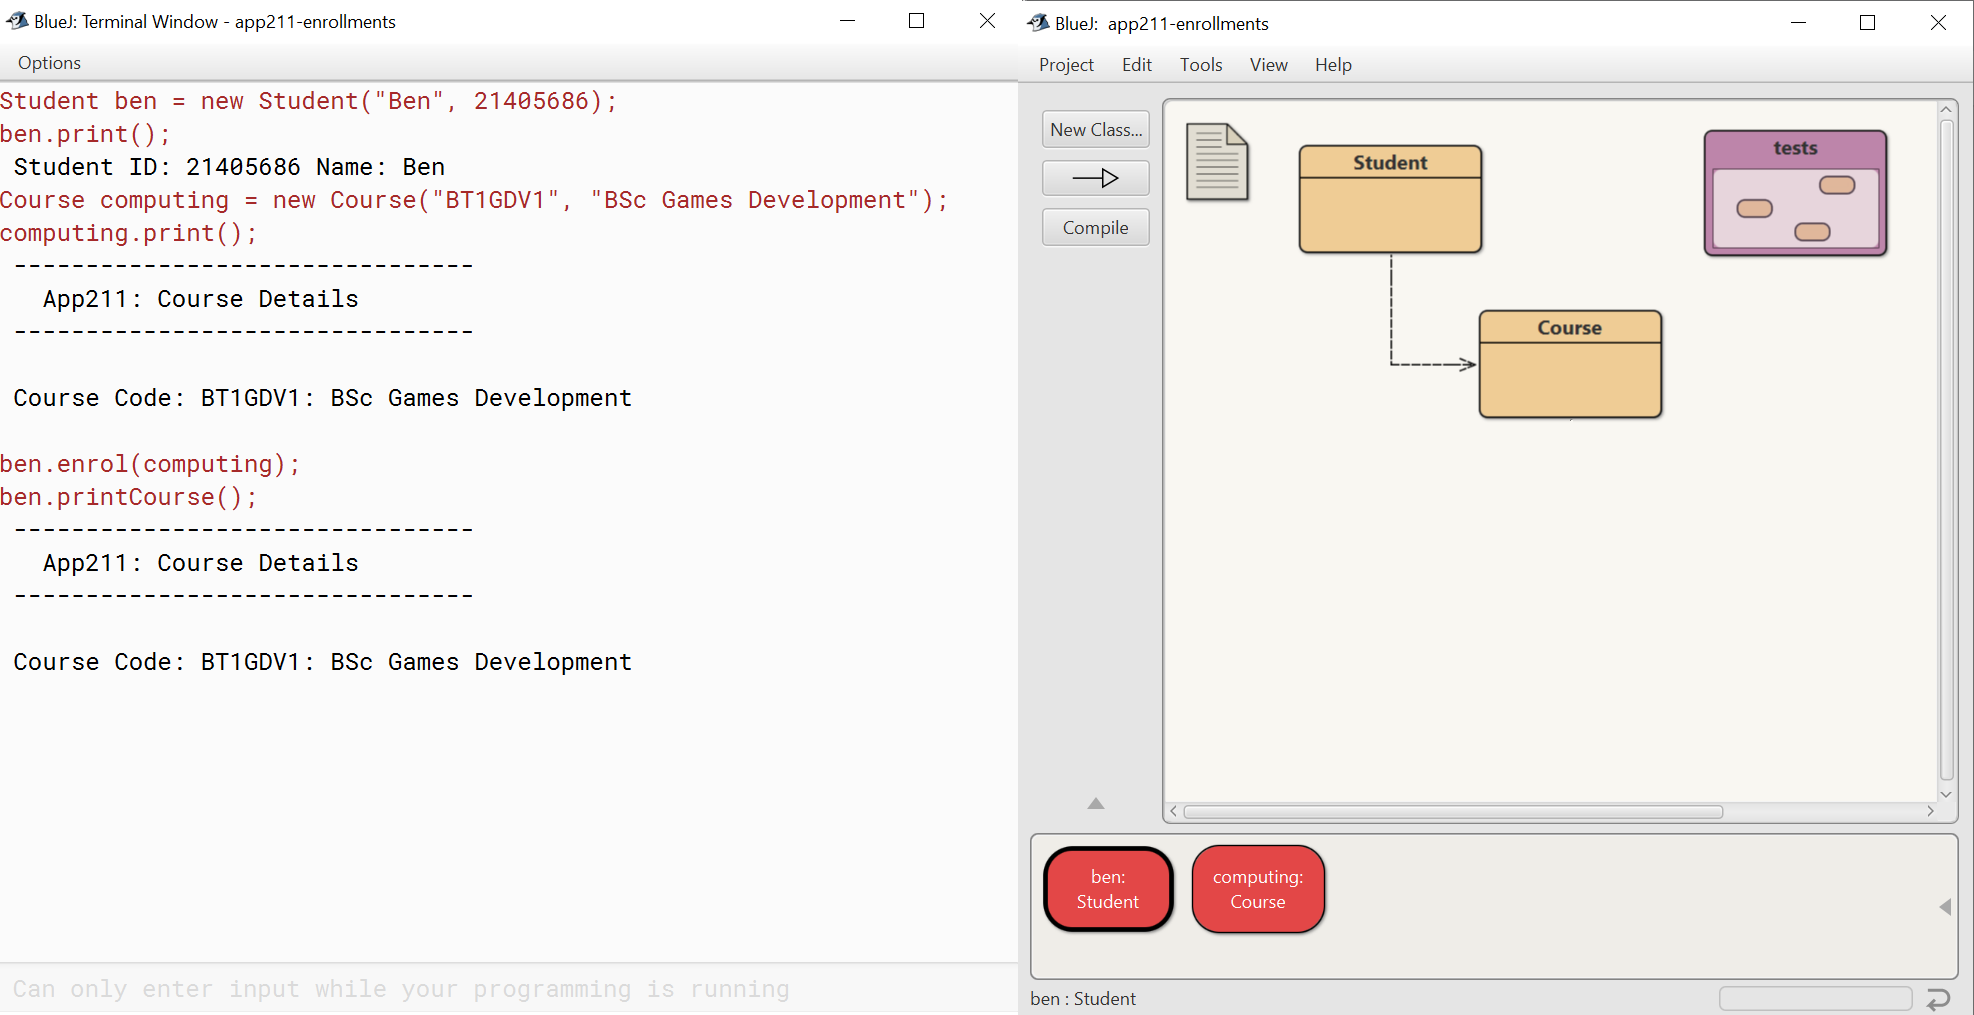 BlueJ: Terminal Window - app211-enrollments
Options
Student ben = new Student("Ben", 21405686);
ben.print();
Student ID: 21405686 Name: Ben
Course computing = new Course("BT1GDV1", "BSc Games Development");
computing.print();
--------------------------------
App211: Course Details
--------------------------------
Course Code: BT1GDV1: BSc Games Development
ben.enrol(computing);
ben.printCourse();
--------------------------------
App211: Course Details
--------------------------------
Course Code: BT1GDV1: BSc Games Development
Can only enter input while your programming is running
BlueJ: app211-enrollments
Project Edit Tools View Help
New Class...
Compile
Student
tests
Course
ben:
Student
computing:
Course
ben : Student